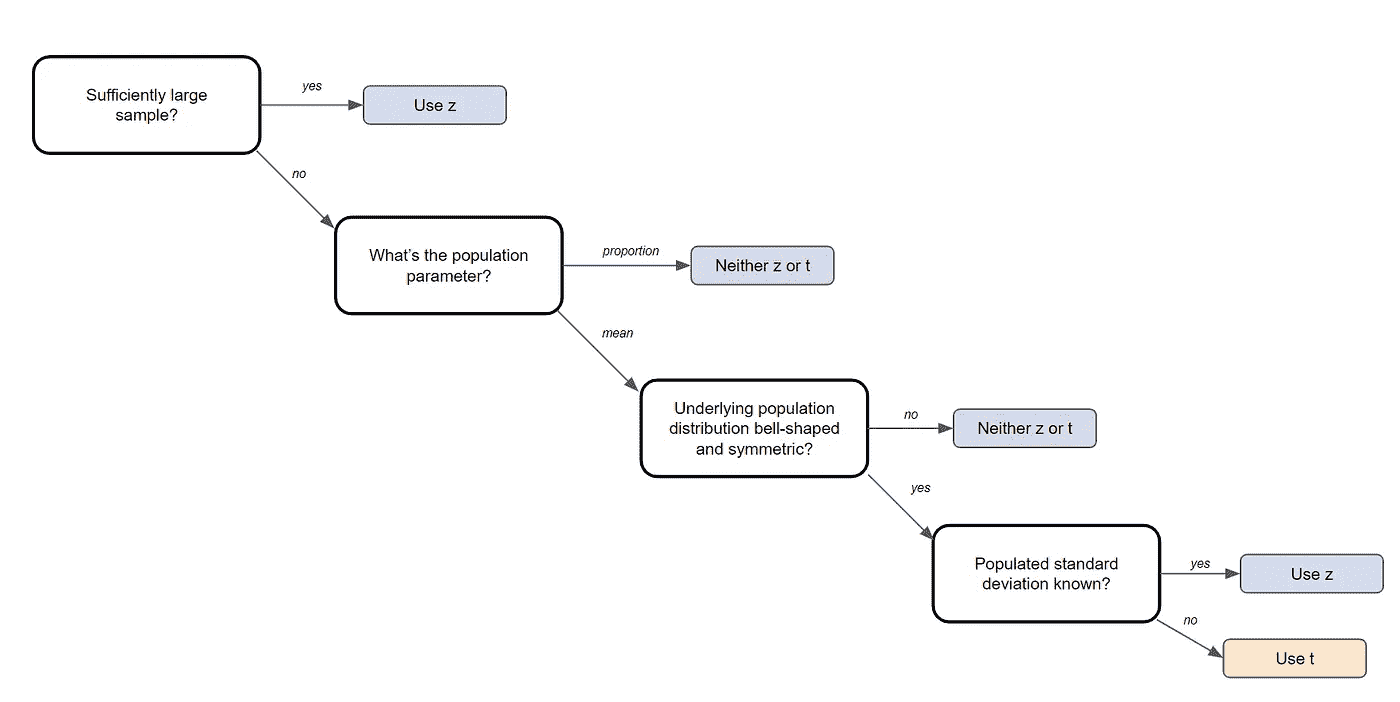 Sufficiently large
sample?
yes
Use z
no
What's the population
parameter?
proportion
Neither z or t
mean
Underlying population
distribution bell-shaped
and symmetric?
no
Neither z or t
yes
Populated standard
deviation known?
yes
Use z
no
Use t